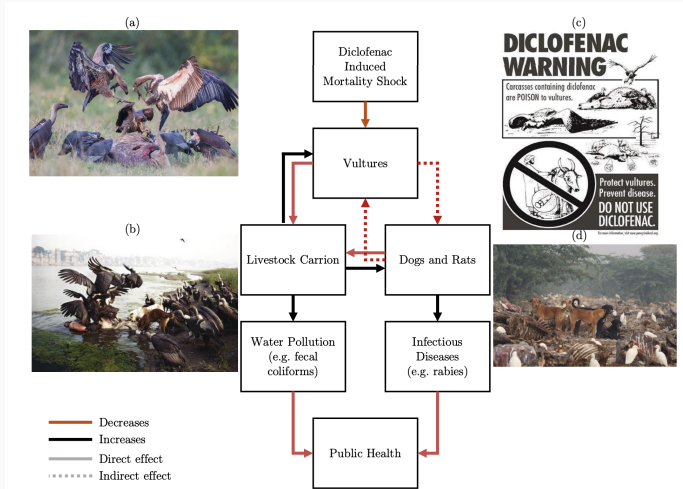 (a)
Diclofenac
Induced
Mortality Shock
Vultures
(b)
Livestock Carrion
Dogs and Rats
Water Pollution
(e.g. fecal
coliforms)
Infectious
Diseases
(e.g. rabies)
Public Health
Decreases
Increases
Direct effect
Indirect effect
(c)
DICLOFENAC
WARNING
Carcasses containing diclofenac
are POISON to vultures.
Protect vultures.
Prevent disease.
DO NOT USE
DICLOFENAC.
(d)